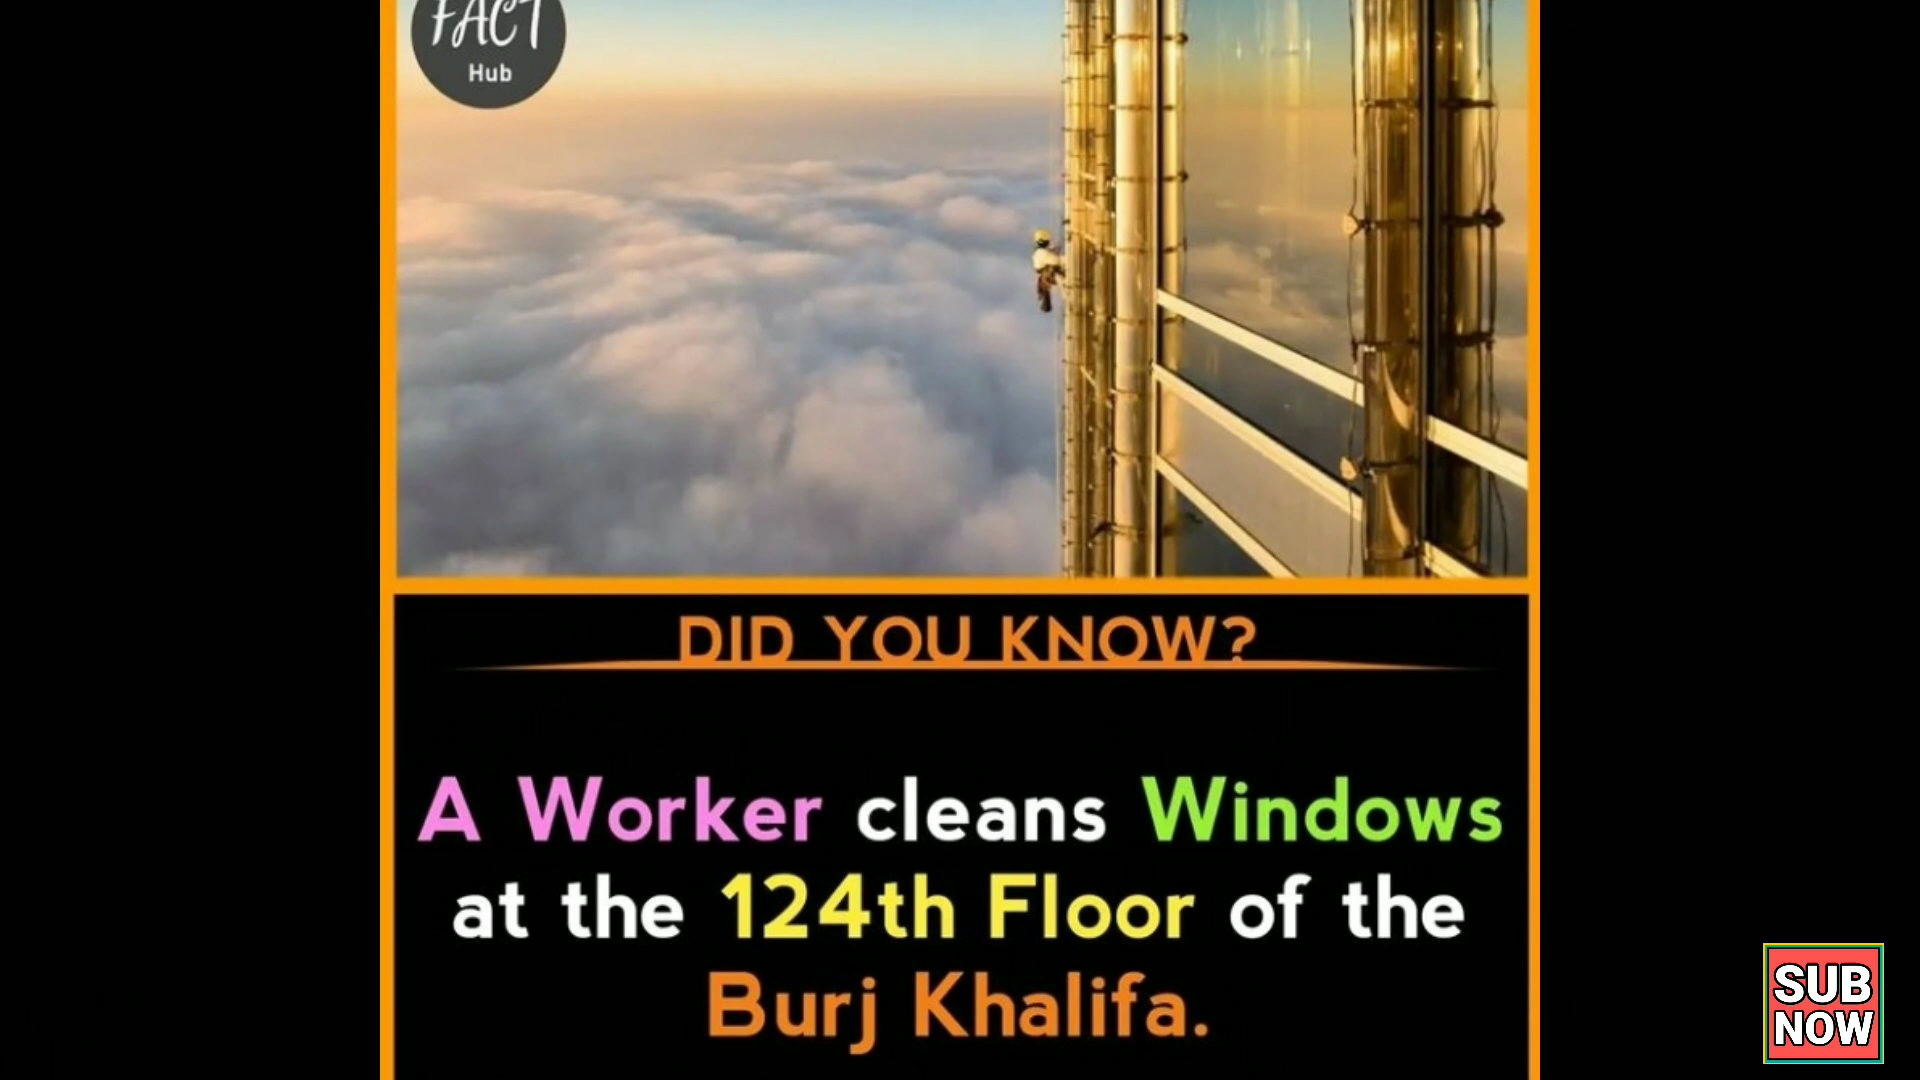 FACT
Hub
DID YOU KNOW?
A Worker cleans Windows
at the 124th Floor of the
Burj Khalifa.
SUB
NOW